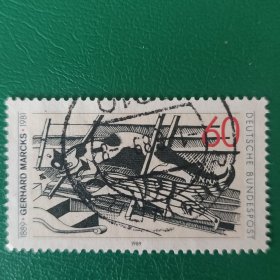 1889 · GERHARD MARCKS · 1981
60
DEUTSCHE BUNDESPOST
1989